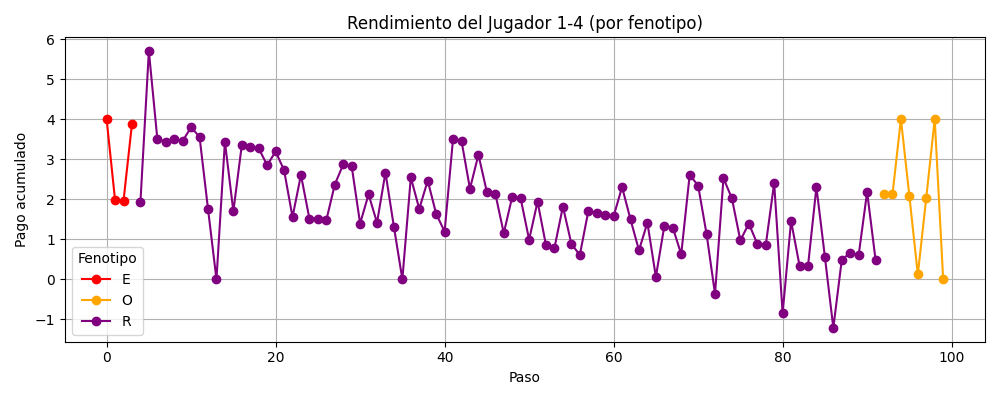 Rendimiento del Jugador 1-4 (por fenotipo)
Pago acumulado
6
5
4
3
2
1
0
−1
Fenotipo
E
O
R
0 20 40 60 80 100
Paso